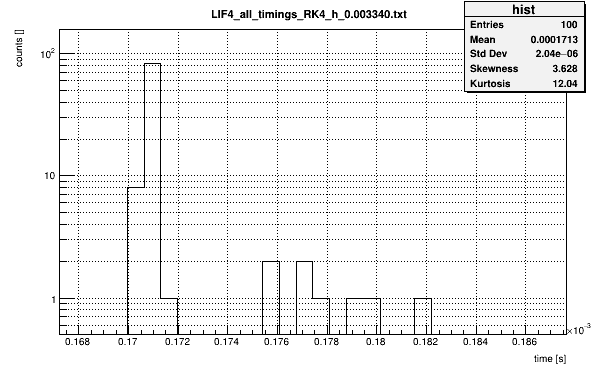 LIF4_all_timings_RK4_h_0.003340.txt
hist
Entries 100
Mean 0.0001713
Std Dev 2.04e−06
Skewness 3.628
Kurtosis 12.04
counts []
10²
10
1
0.168 0.17 0.172 0.174 0.176 0.178 0.18 0.182 0.184 0.186
×10⁻³
time [s]